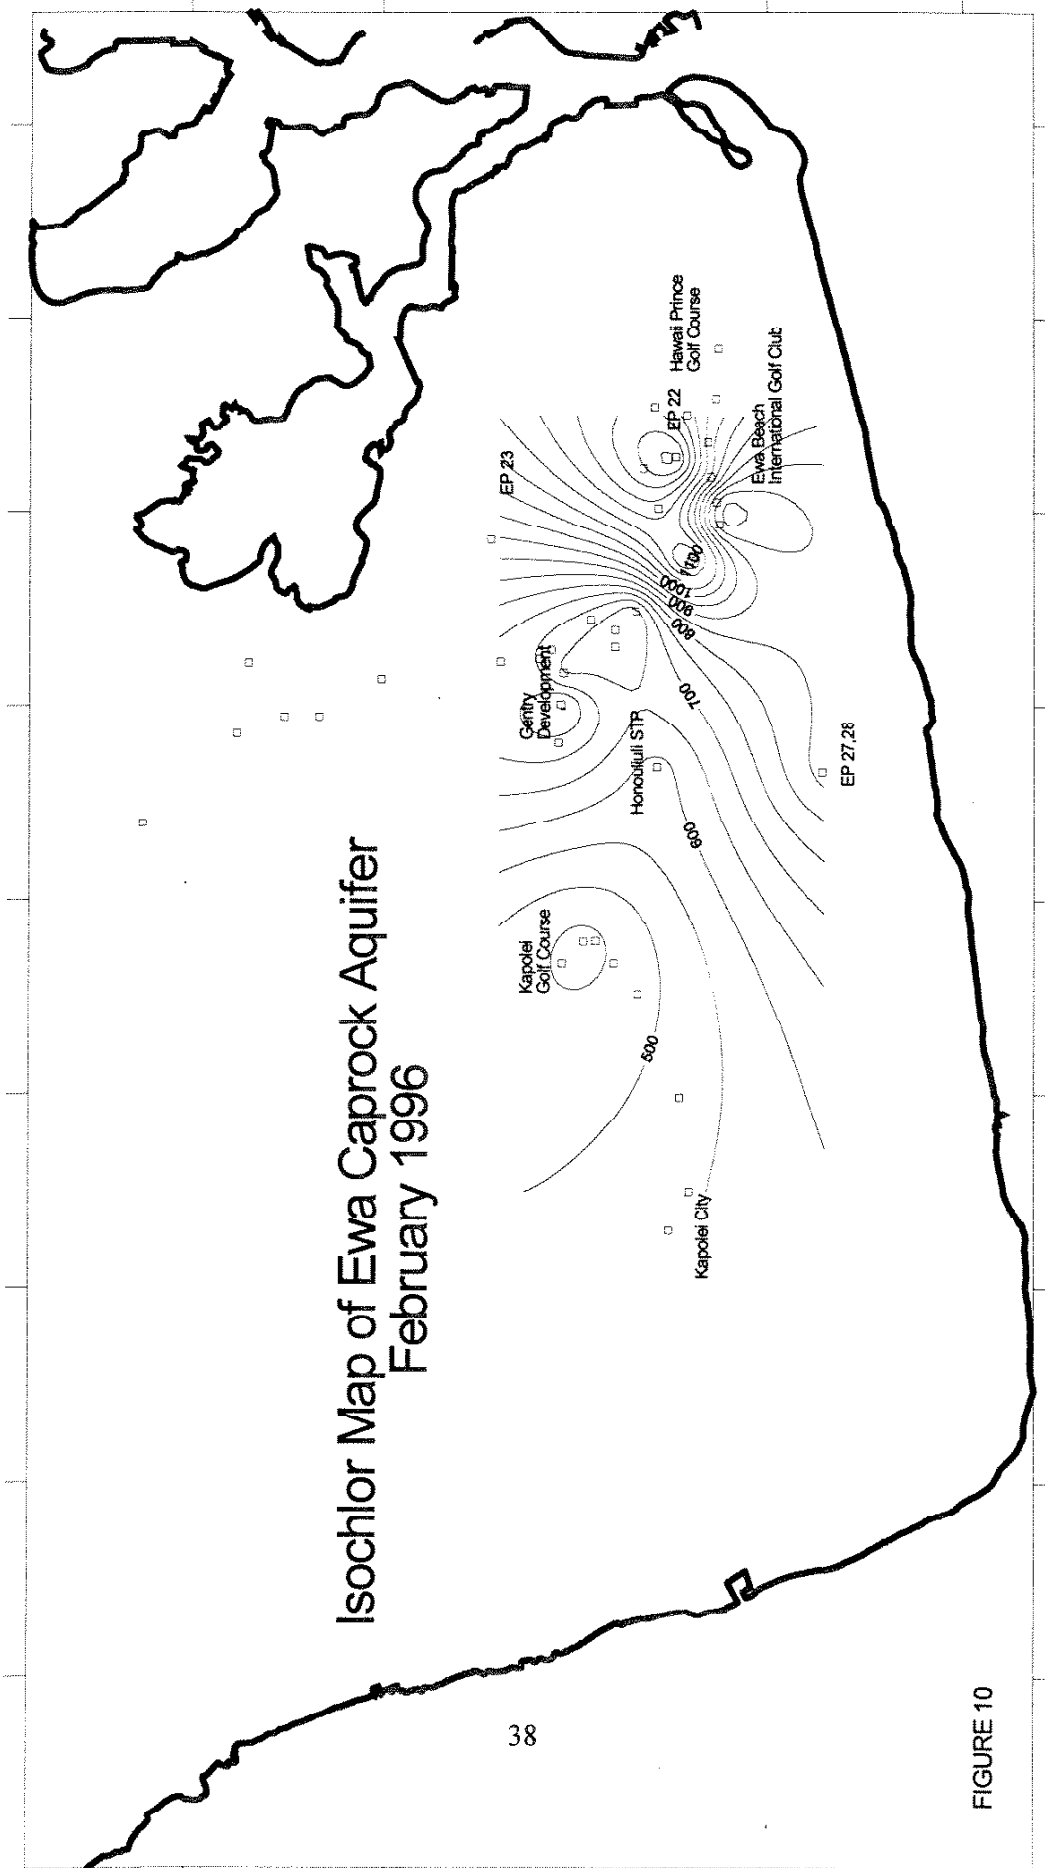 Isochlor Map of Ewa Caprock Aquifer
February 1996
Kapolei
Golf Course
Gentry
Development
EP 23
Honouliuli STP
Hawaii Prince
Golf Course
EP 22
Ewa Beach
International Golf Club
Kapolei City
EP 27,28
500
600
700
800
900
1000
1100
38
FIGURE 10